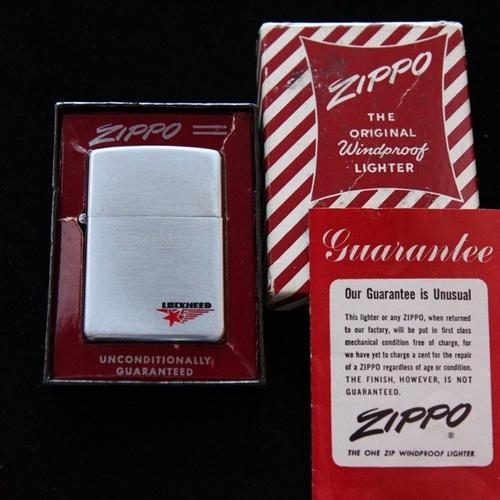 ZIPPO
THE
ORIGINAL
Windproof
LIGHTER
ZIPPO
LOCKHEED
UNCONDITIONALLY
GUARANTEED
Guarantee
Our Guarantee is Unusual
This lighter or any ZIPPO, when returned
to our factory, will be put in first class
mechanical condition free of charge, for
we have yet to charge a cent for the repair
of a ZIPPO regardless of age or condition.
THE FINISH, HOWEVER, IS NOT
GUARANTEED.
ZIPPO
®
THE ONE ZIP WINDPROOF LIGHTER